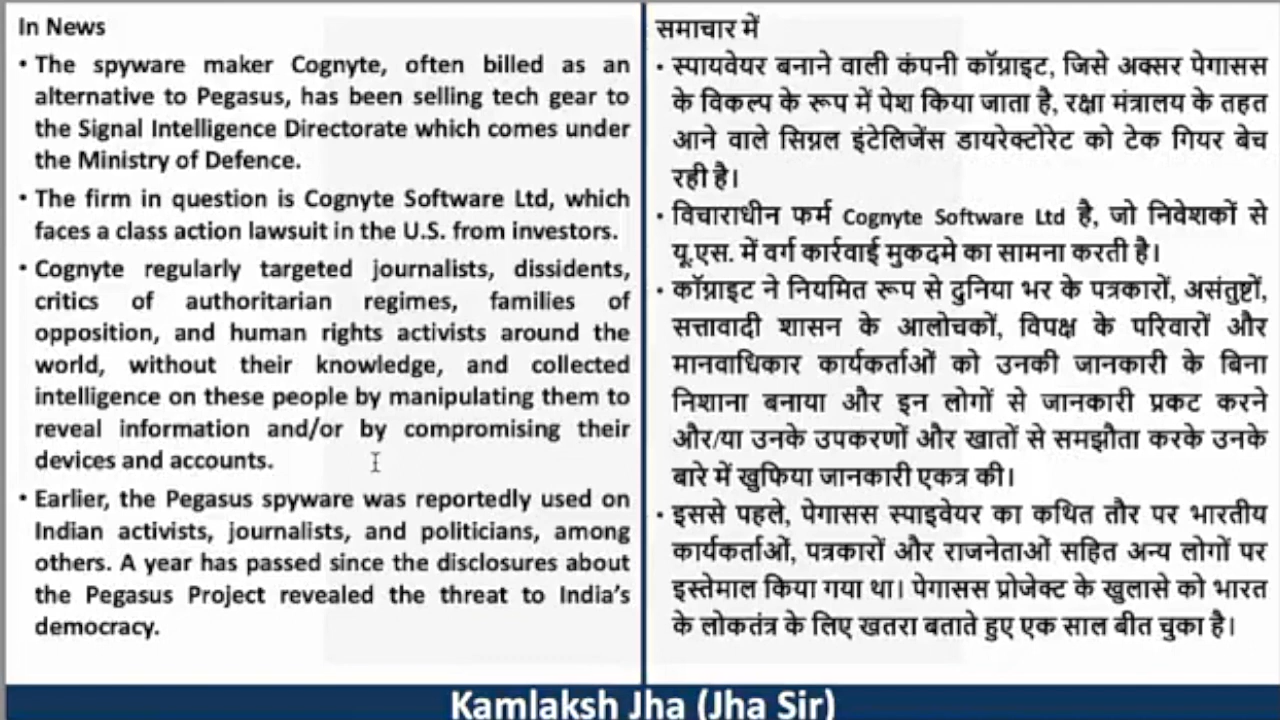 In News
• The spyware maker Cognyte, often billed as an
alternative to Pegasus, has been selling tech gear to
the Signal Intelligence Directorate which comes under
the Ministry of Defence.
• The firm in question is Cognyte Software Ltd, which
faces a class action lawsuit in the U.S. from investors.
• Cognyte regularly targeted journalists, dissidents,
critics of authoritarian regimes, families of
opposition, and human rights activists around the
world, without their knowledge, and collected
intelligence on these people by manipulating them to
reveal information and/or by compromising their
devices and accounts.
• Earlier, the Pegasus spyware was reportedly used on
Indian activists, journalists, and politicians, among
others. A year has passed since the disclosures about
the Pegasus Project revealed the threat to India's
democracy.
समाचार में
• स्पायवेयर बनाने वाली कंपनी कॉग्नाइट, जिसे अक्सर पेगासस
के विकल्प के रूप में पेश किया जाता है, रक्षा मंत्रालय के तहत
आने वाले सिग्नल इंटेलिजेंस डायरेक्टोरेट को टेक गियर बेच
रही है।
• विचाराधीन फर्म Cognyte Software Ltd है, जो निवेशकों से
यू.एस. में वर्ग कार्रवाई मुकदमे का सामना करती है।
• कॉग्नाइट ने नियमित रूप से दुनिया भर के पत्रकारों, असंतुष्टों,
सत्तावादी शासन के आलोचकों, विपक्ष के परिवारों और
मानवाधिकार कार्यकर्ताओं को उनकी जानकारी के बिना
निशाना बनाया और इन लोगों से जानकारी प्रकट करने
और/या उनके उपकरणों और खातों से समझौता करके उनके
बारे में खुफिया जानकारी एकत्र की।
• इससे पहले, पेगासस स्पाइवेयर का कथित तौर पर भारतीय
कार्यकर्ताओं, पत्रकारों और राजनेताओं सहित अन्य लोगों पर
इस्तेमाल किया गया था। पेगासस प्रोजेक्ट के खुलासे को भारत
के लोकतंत्र के लिए खतरा बताते हुए एक साल बीत चुका है।
Kamlaksh Jha (Jha Sir)